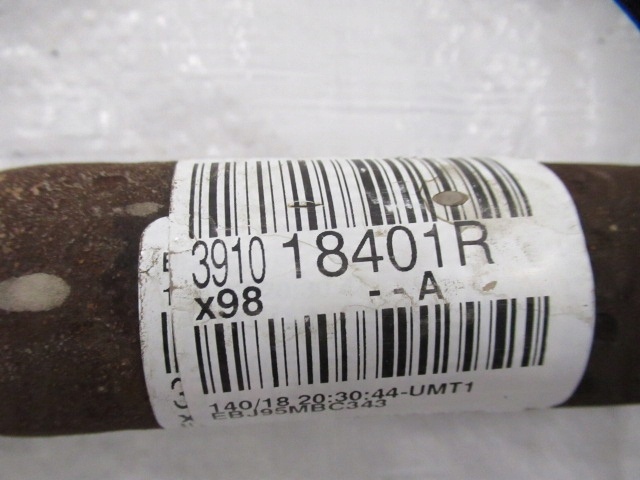 3910 18401R
x98 - - A
140/18 20:30:44-UMT1
EBJ95MBC343